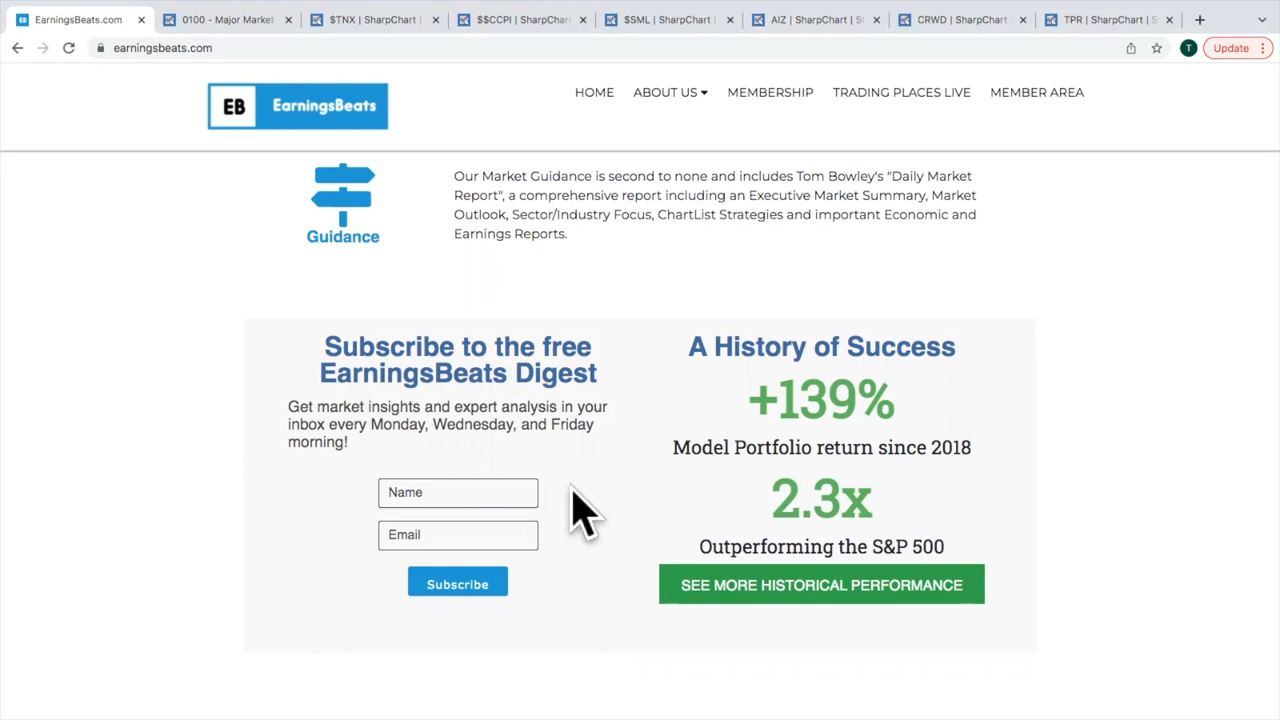 EarningsBeats.com
0100 - Major Market
$TNX | SharpChart
$$CCPI | SharpChart
$SML | SharpChart
AIZ | SharpChart | S
CRWD | SharpChart
TPR | SharpChart | S
earningsbeats.com
T
Update
EB
EarningsBeats
HOME
ABOUT US
MEMBERSHIP
TRADING PLACES LIVE
MEMBER AREA
Guidance
Our Market Guidance is second to none and includes Tom Bowley's "Daily Market
Report", a comprehensive report including an Executive Market Summary, Market
Outlook, Sector/Industry Focus, ChartList Strategies and important Economic and
Earnings Reports.
Subscribe to the free
EarningsBeats Digest
Get market insights and expert analysis in your
inbox every Monday, Wednesday, and Friday
morning!
Name
Email
Subscribe
A History of Success
+139%
Model Portfolio return since 2018
2.3x
Outperforming the S&P 500
SEE MORE HISTORICAL PERFORMANCE